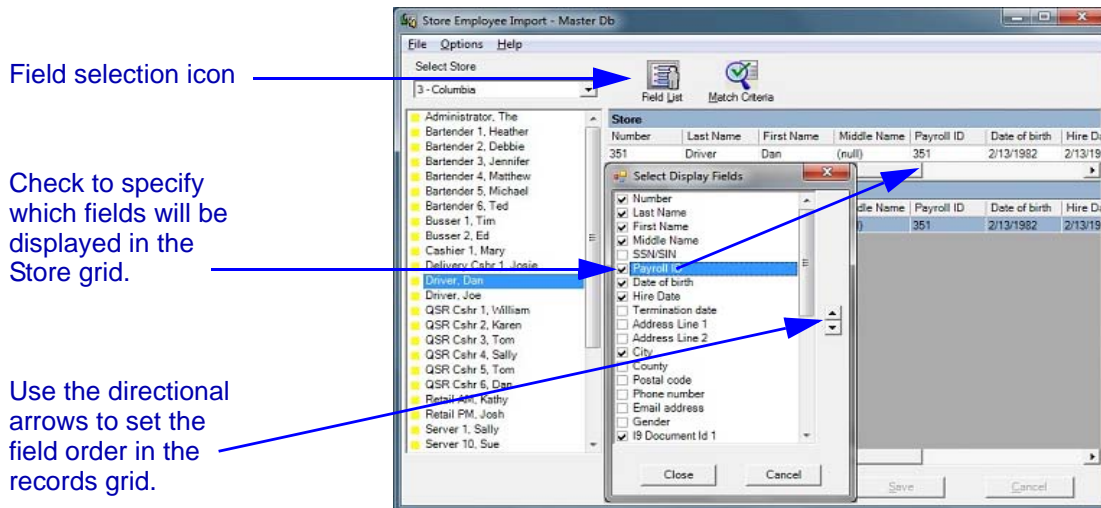 Store Employee Import - Master Db
File Options Help
Field selection icon
Select Store
3 - Columbia
Field List
Match Criteria
Administrator, The
Bartender 1, Heather
Bartender 2, Debbie
Bartender 3, Jennifer
Bartender 4, Matthew
Bartender 5, Michael
Bartender 6, Ted
Busser 1, Tim
Busser 2, Ed
Cashier 1, Mary
Delivery Cshr 1, Josie
Driver, Dan
Driver, Joe
QSR Cshr 1, William
QSR Cshr 2, Karen
QSR Cshr 3, Tom
QSR Cshr 4, Sally
QSR Cshr 5, Tom
QSR Cshr 6, Dan
Retail AM, Kathy
Retail PM, Josh
Server 1, Sally
Server 10, Sue
Store
Number Last Name First Name Middle Name Payroll ID Date of birth Hire Da
351 Driver Dan (null) 351 2/13/1982 2/13/19
dle Name Payroll ID Date of birth Hire Da
351 2/13/1982 2/13/19
Select Display Fields
Number
Last Name
First Name
Middle Name
SSN/SIN
Payroll ID
Date of birth
Hire Date
Termination date
Address Line 1
Address Line 2
City
County
Postal code
Phone number
Email address
Gender
I9 Document Id 1
Close Cancel
Save Cancel
Check to specify
which fields will be
displayed in the
Store grid.
Use the directional
arrows to set the
field order in the
records grid.